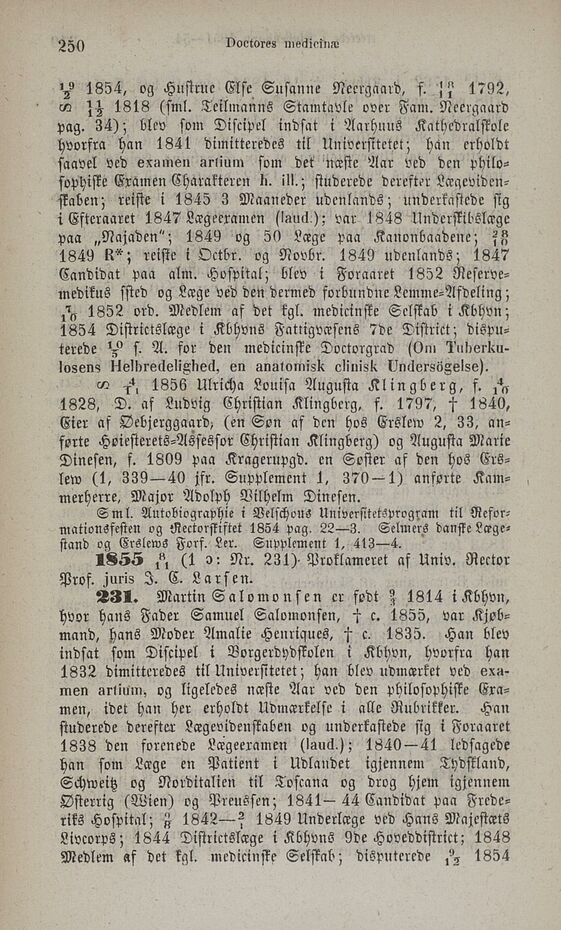 250 Doctores medicinæ
19/2 1854, og Hustrue Else Susanne Neergaard, f. 18/11 1792,
∽ 11/12 1818 (sml. Teilmanns Stamtavle over Fam. Neergaard
pag. 34); blev som Discipel indsat i Aarhuus Kathedralskole
hvorfra han 1841 dimitteredes til Universitetet; han erholdt
saavel ved examen artium som det næste Aar ved den philo-
sophiske Examen Charakteren h. ill.; studerede derefter Lægeviden-
skaben; reiste i 1845 3 Maaneder udenlands; underkastede sig
i Efteraaret 1847 Lægeexamen (laud.); var 1848 Underskibslæge
paa „Najaden“; 1849 og 50 Læge paa Kanonbaadene;
1849 R*; reiste i Octbr. og Novbr. 1849 udenlands; 1847
Candidat paa alm. Hospital; blev i Foraaret 1852 Reserve-
medikus ssted og Læge ved den dermed forbundne Lemme-Afdeling;
7/10 1852 ord. Medlem af det kgl. medicinske Selskab i Kbhvn;
1854 Districtslæge i Kbhvns Fattigvæsens 7de District; dispu-
terede s. A. for den medicinske Doctorgrad (Om Tuberku-
losens Helbredelighed, en anatomisk clinisk Undersögelse).
∽ 4/11 1856 Ulricha Louisa Augusta Klingberg, f. 4/10
1828, D. af Ludvig Christian Klingberg, f. 1797, † 1840,
Eier af Debjerggaard, (en Søn af den hos Erslew 2, 33, an-
førte Høiesterets-Assessor Christian Klingberg) og Augusta Marie
Dinesen, f. 1809 paa Kragerupgd. en Søster af den hos Ers-
lew (1, 339—40 jfr. Supplement 1, 370—1) anførte Kam-
merherre, Major Adolph Vilhelm Dinesen.
Sml. Autobiographie i Velschous Universitetsprogram til Refor-
mationsfesten og Rectorskiftet 1854 pag. 22—3. Selmers danske Læge-
stand og Erslews Forf. Lex. Supplement 1, 413—4.
1855 8/11 (1 ɔ: Nr. 231) Proklameret af Univ. Rector
Prof. juris J. E. Larsen.
231. Martin Salomonsen er født 1814 i Kbhvn,
hvor hans Fader Samuel Salomonsen, † c. 1855, var Kjøb-
mand, hans Moder Amalie Henriques, † c. 1835. Han blev
indsat som Discipel i Borgerdydskolen i Kbhvn, hvorfra han
1832 dimitteredes til Universitetet; han blev udmærket ved exa-
men artium, og ligeledes næste Aar ved den philosophiske Exa-
men, idet han her erholdt Udmærkelse i alle Rubrikker. Han
studerede derefter Lægevidenskaben og underkastede sig i Foraaret
1838 den forenede Lægeexamen (laud.); 1840—41 ledsagede
han som Læge en Patient i Udlandet igjennem Tydskland,
Schweitz og Norditalien til Toscana og drog hjem igjennem
Østerrig (Wien) og Preussen; 1841—44 Candidat paa Frede-
riks Hospital; 1842— 1849 Underlæge ved Hans Majestæts
Livcorps; 1844 Districtslæge i Kbhvns 9de Hoveddistrict; 1848
Medlem af det kgl. medicinske Selskab; disputerede 9/12 1854